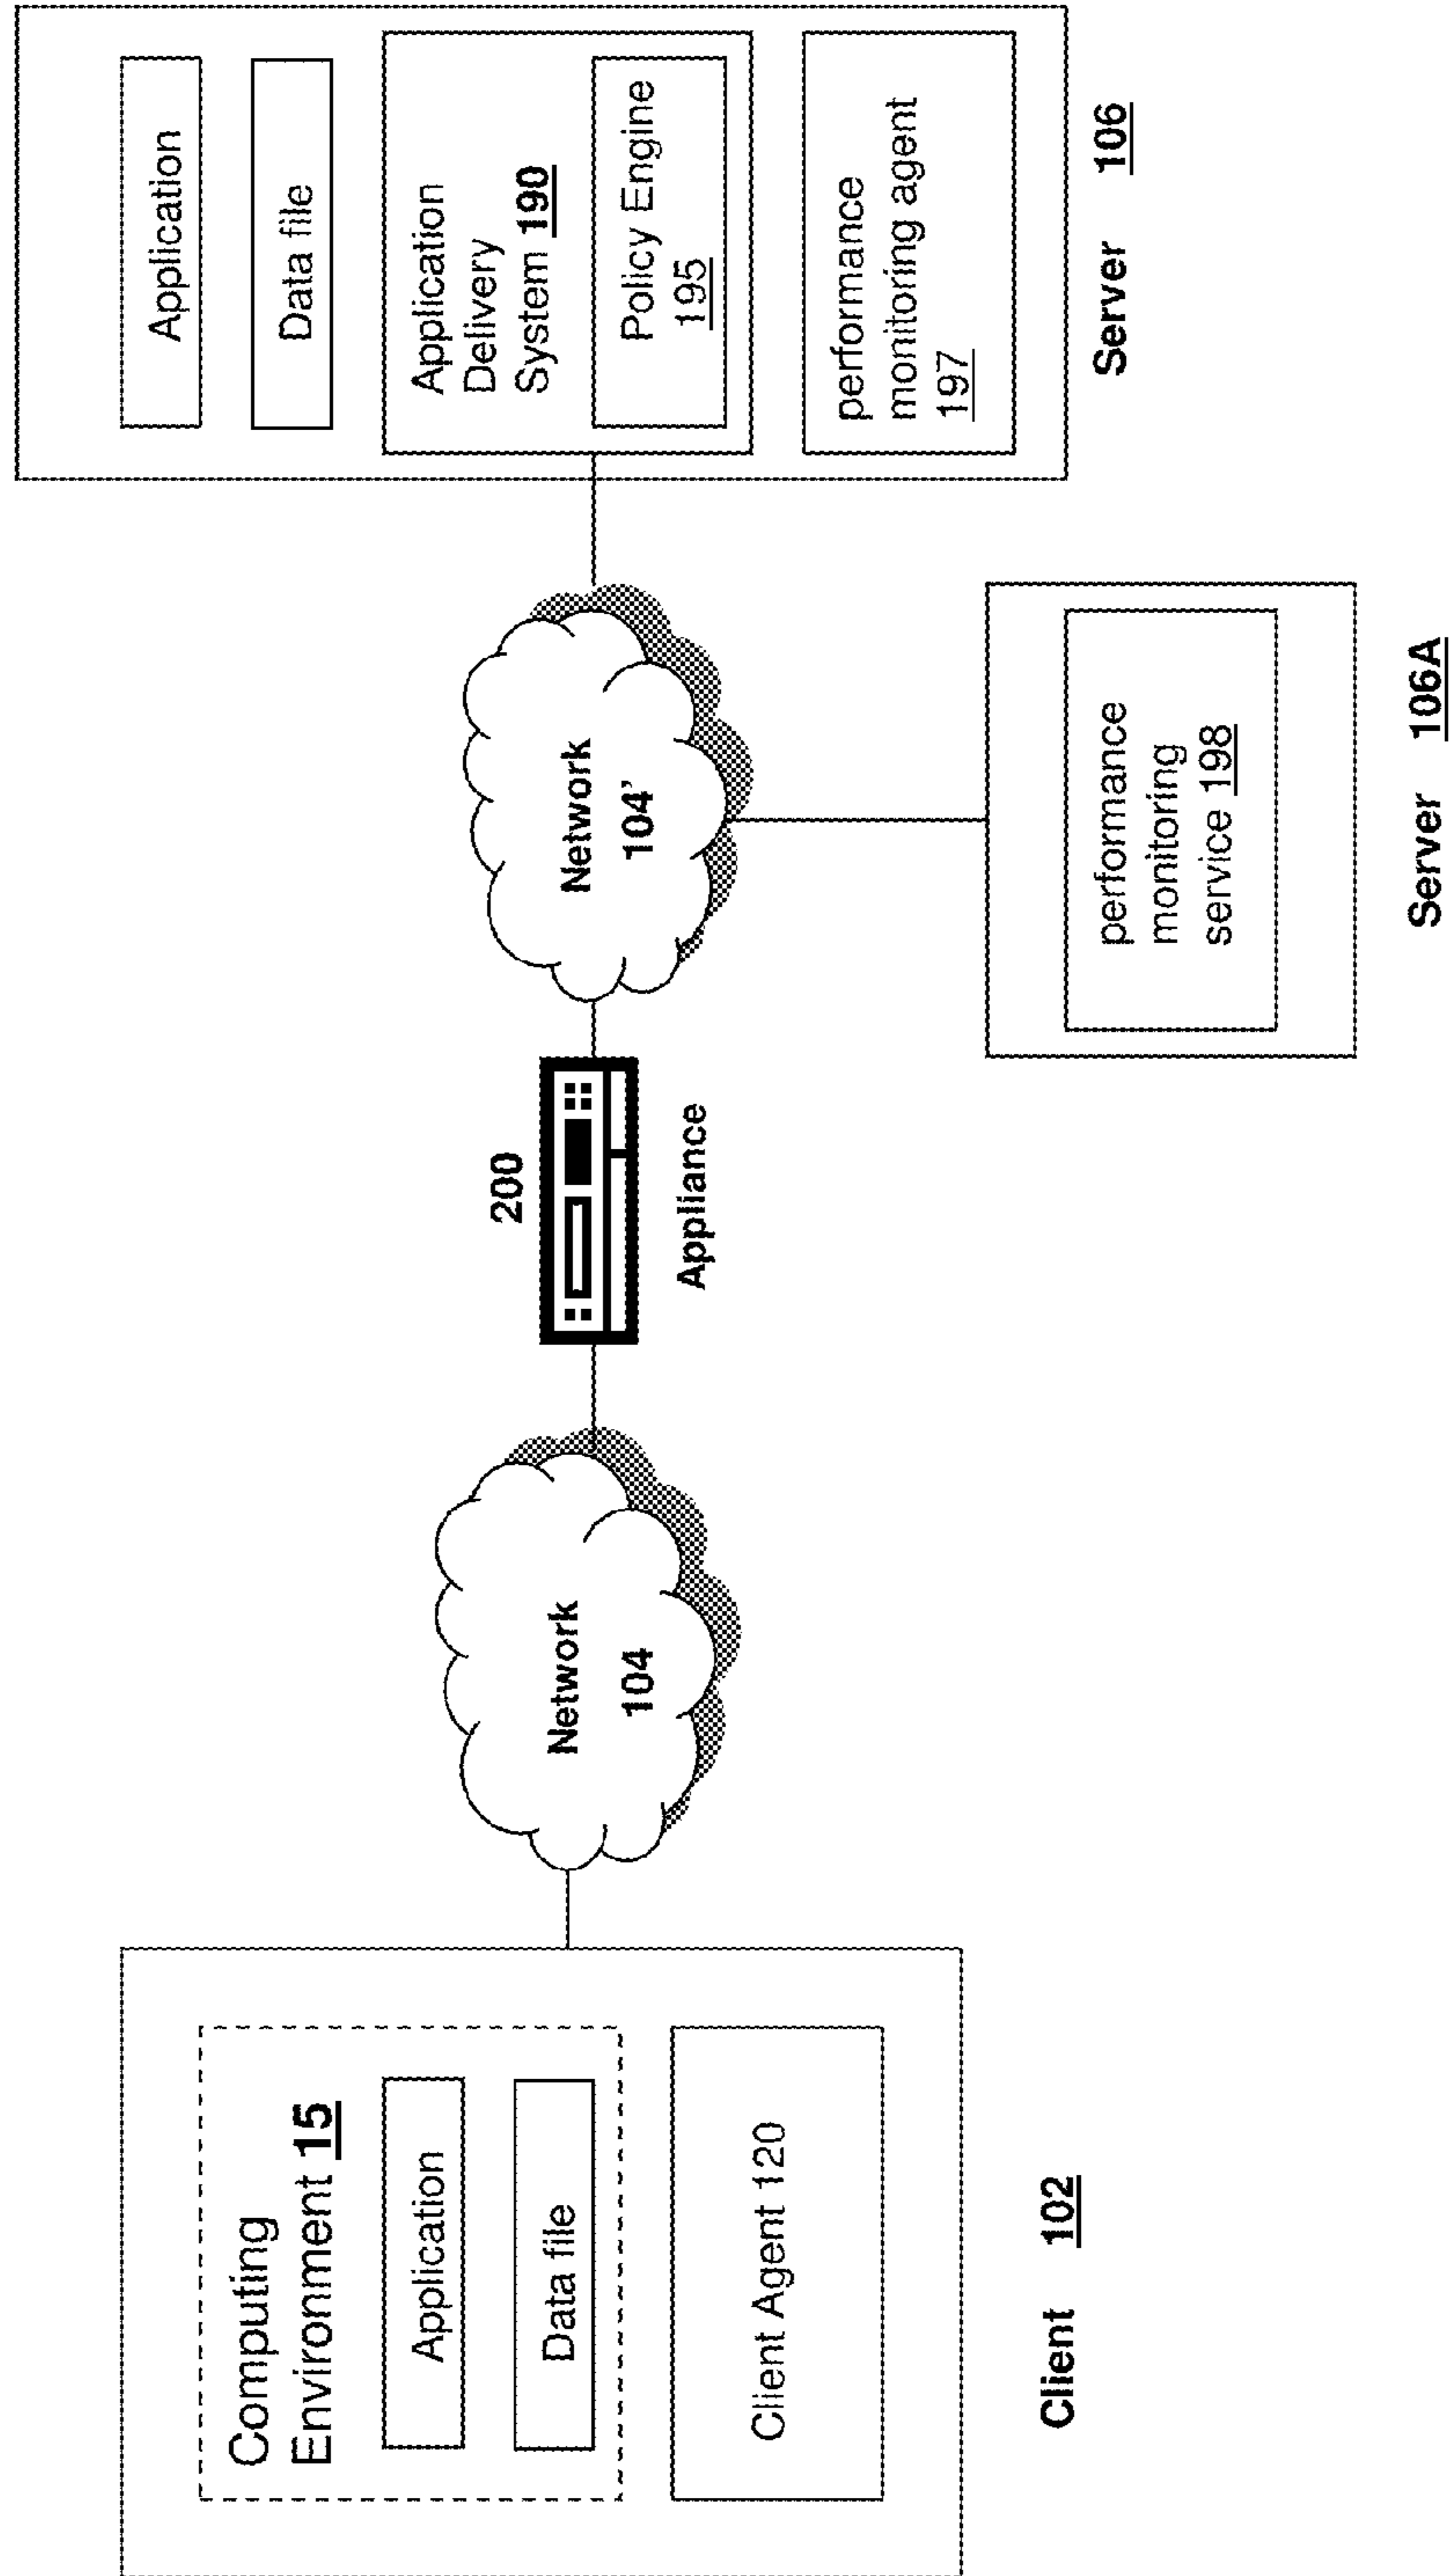 Computing
Environment 15
Application
Data file
Client Agent 120
Client 102
Network
104
200
Appliance
Network
104'
performance
monitoring
service 198
Server 106A
Application
Data file
Application
Delivery
System 190
Policy Engine
195
performance
monitoring agent
197
Server 106